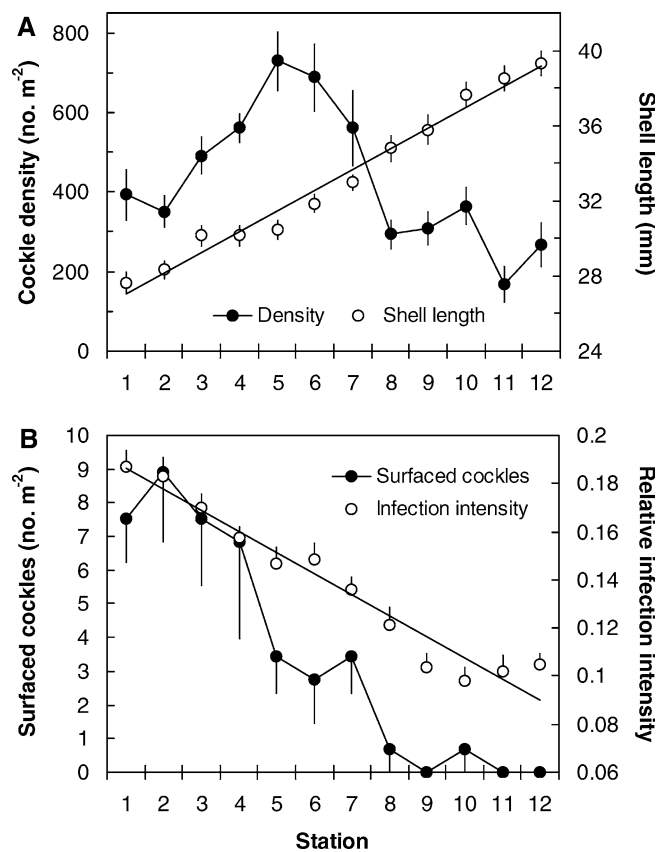 A
Cockle density (no. m-2)
800
600
400
200
0
40
36
32
28
24
Shell length (mm)
Density
Shell length
1 2 3 4 5 6 7 8 9 10 11 12
B
Surfaced cockles (no. m-2)
10
9
8
7
6
5
4
3
2
1
0
0.2
0.18
0.16
0.14
0.12
0.1
0.08
0.06
Relative infection intensity
Surfaced cockles
Infection intensity
1 2 3 4 5 6 7 8 9 10 11 12
Station